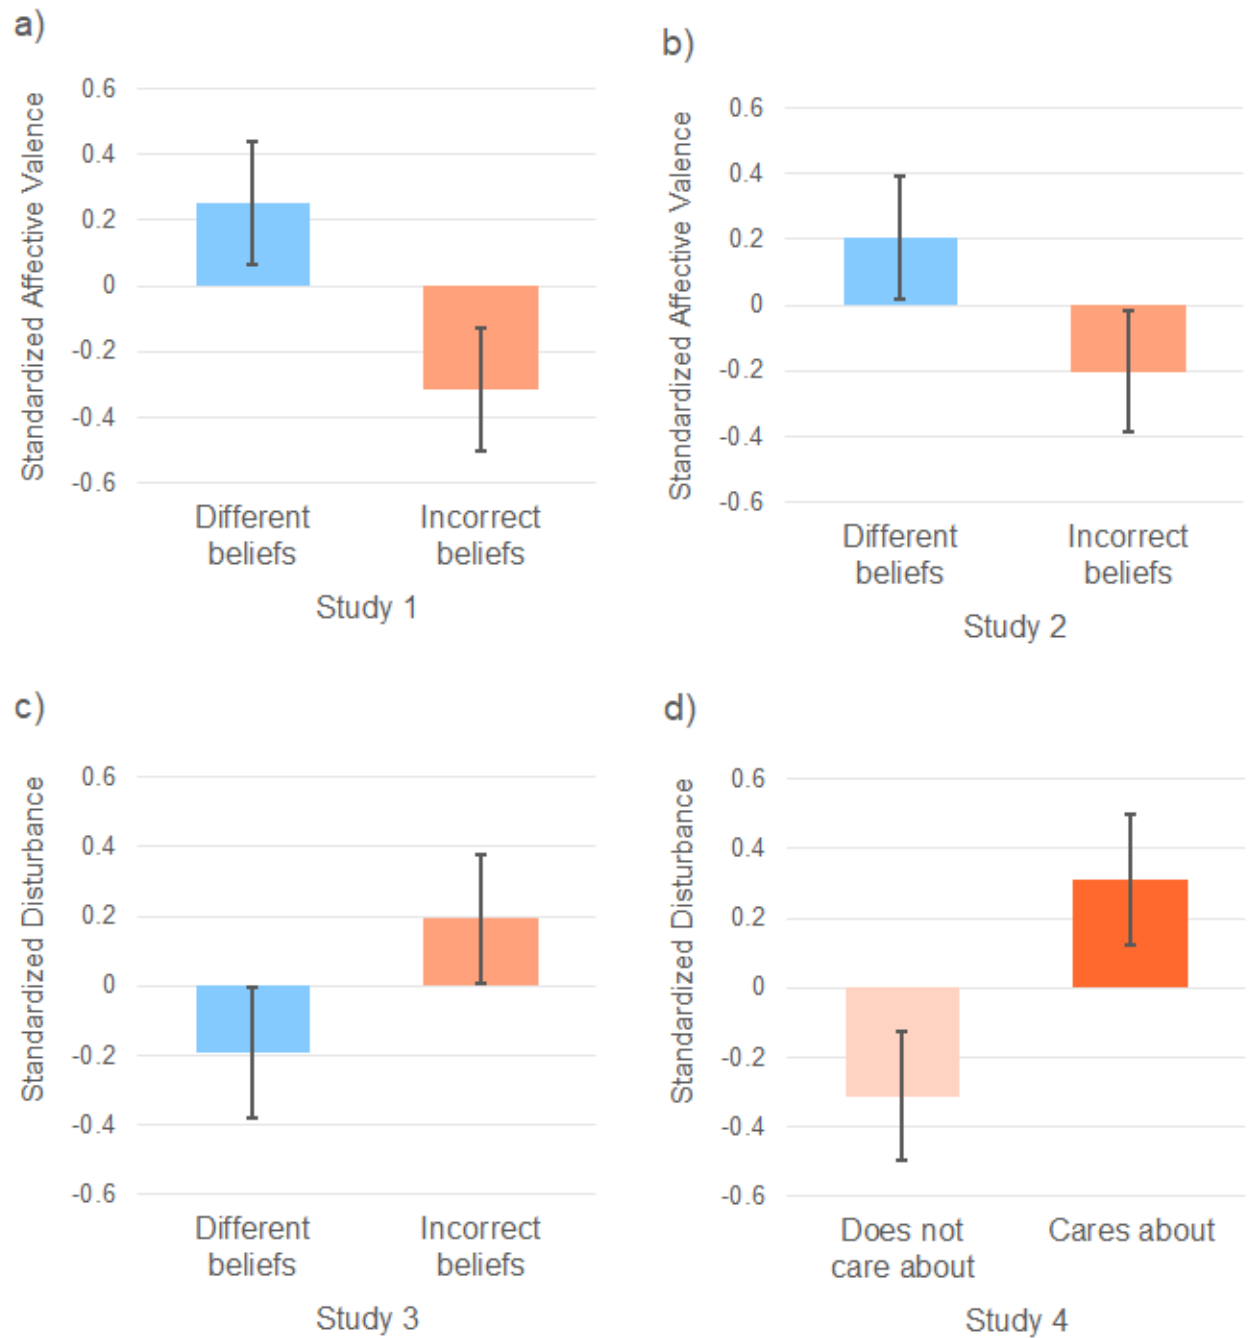 a)
Standardized Affective Valence
0.6
0.4
0.2
0
-0.2
-0.4
-0.6
Different
beliefs
Incorrect
beliefs
Study 1
b)
Standardized Affective Valence
0.6
0.4
0.2
0
-0.2
-0.4
-0.6
Different
beliefs
Incorrect
beliefs
Study 2
c)
Standardized Disturbance
0.6
0.4
0.2
0
-0.2
-0.4
-0.6
Different
beliefs
Incorrect
beliefs
Study 3
d)
Standardized Disturbance
0.6
0.4
0.2
0
-0.2
-0.4
-0.6
Does not
care about
Cares about
Study 4